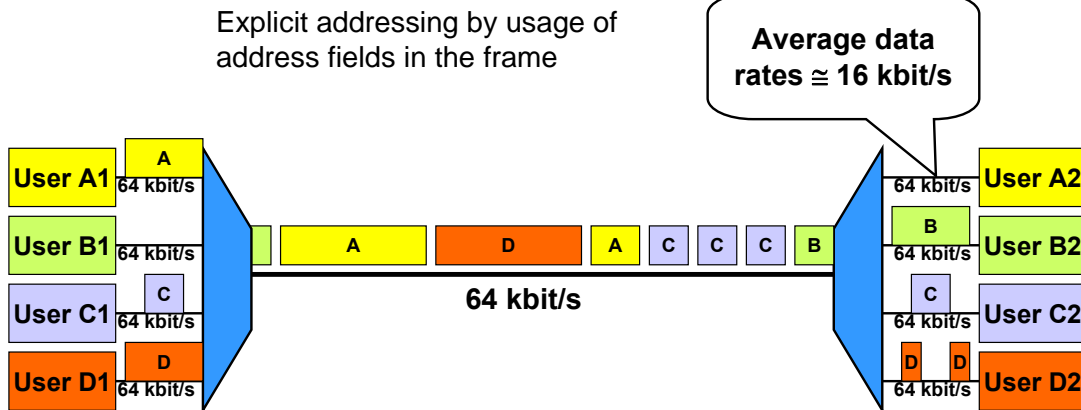 Explicit addressing by usage of
address fields in the frame
Average data
rates ≅ 16 kbit/s
User A1
A
64 kbit/s
User B1
64 kbit/s
User C1
C
64 kbit/s
User D1
D
64 kbit/s
A
D
A
C
C
C
B
64 kbit/s
64 kbit/s
User A2
B
64 kbit/s
User B2
C
64 kbit/s
User C2
D
D
64 kbit/s
User D2